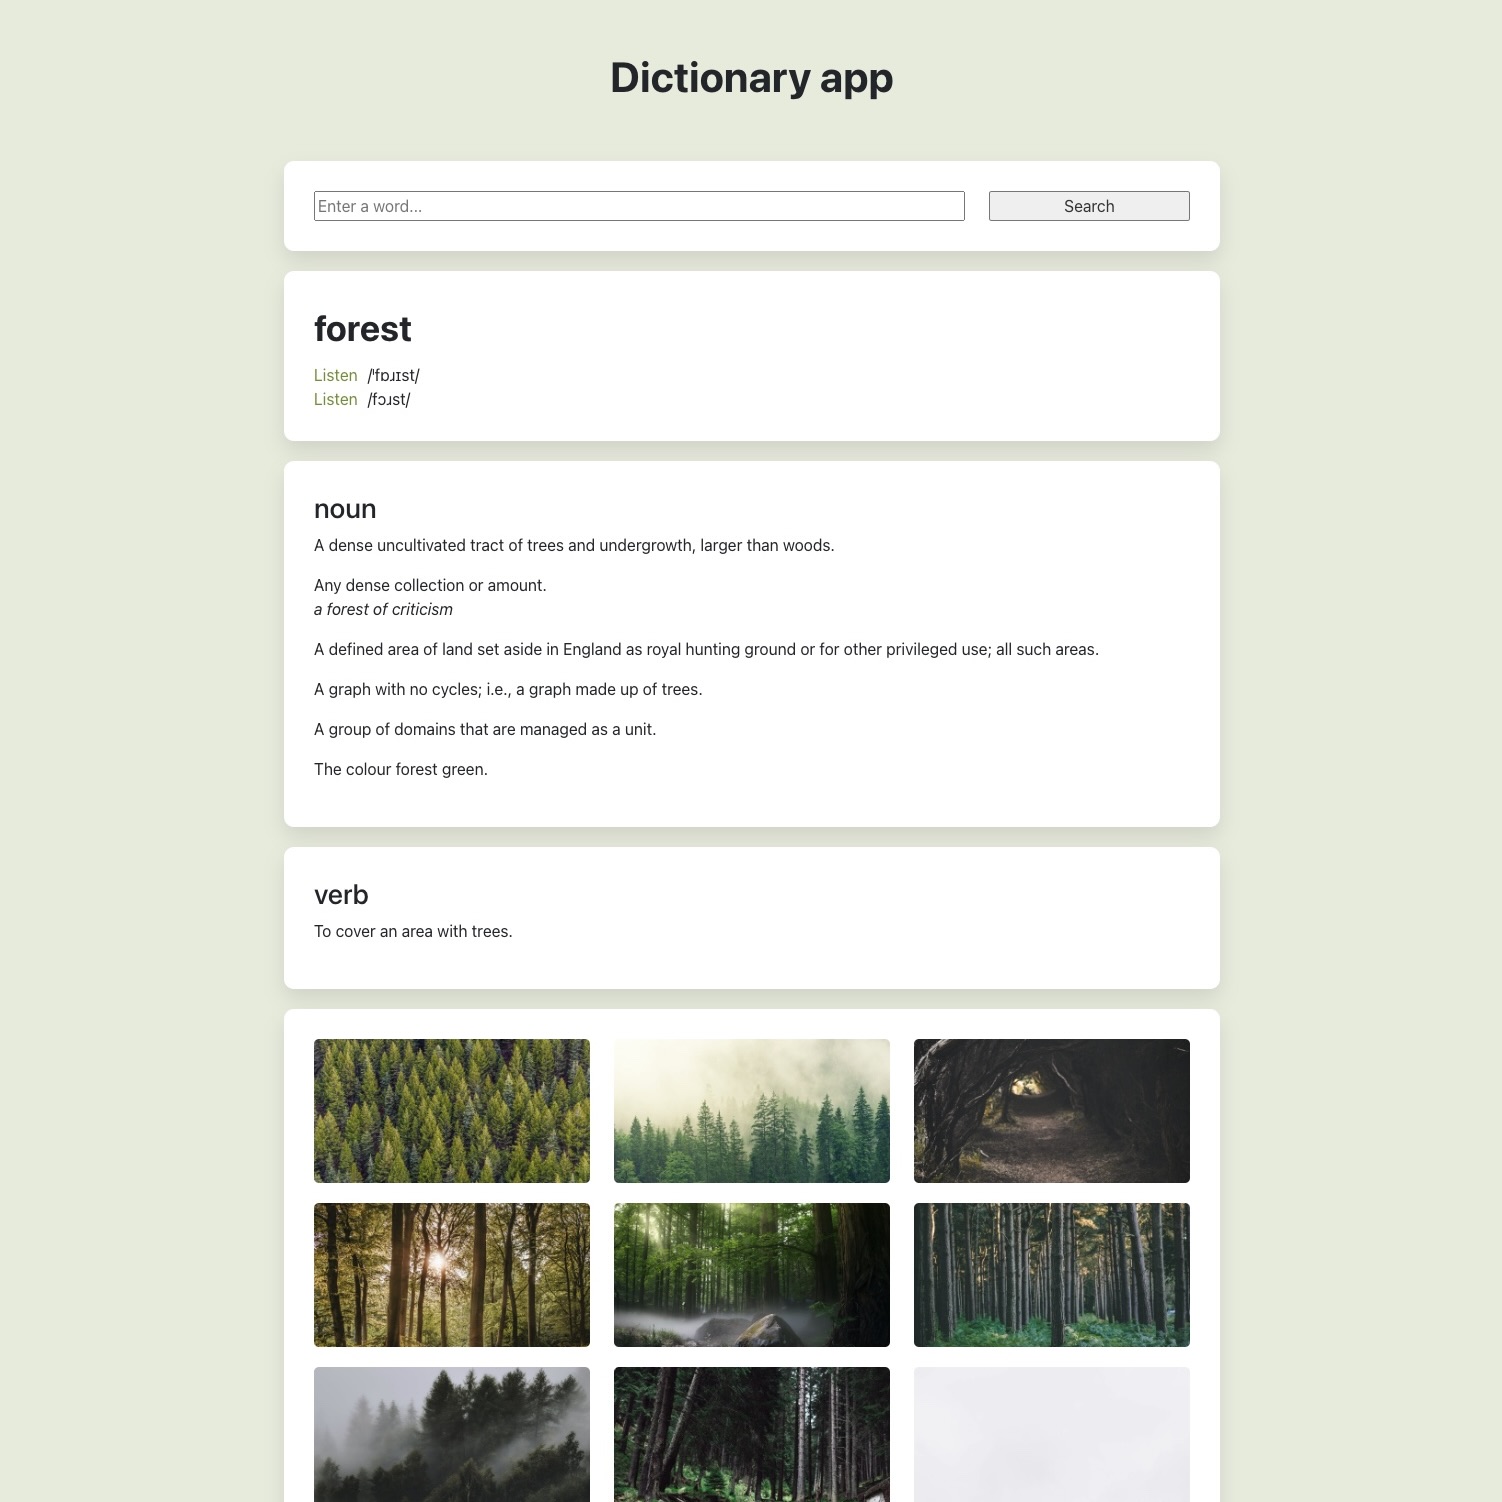 Dictionary app
Enter a word...
Search
forest
Listen /ˈfɒɹɪst/
Listen /fɔɹst/
noun
A dense uncultivated tract of trees and undergrowth, larger than woods.
Any dense collection or amount.
a forest of criticism
A defined area of land set aside in England as royal hunting ground or for other privileged use; all such areas.
A graph with no cycles; i.e., a graph made up of trees.
A group of domains that are managed as a unit.
The colour forest green.
verb
To cover an area with trees.